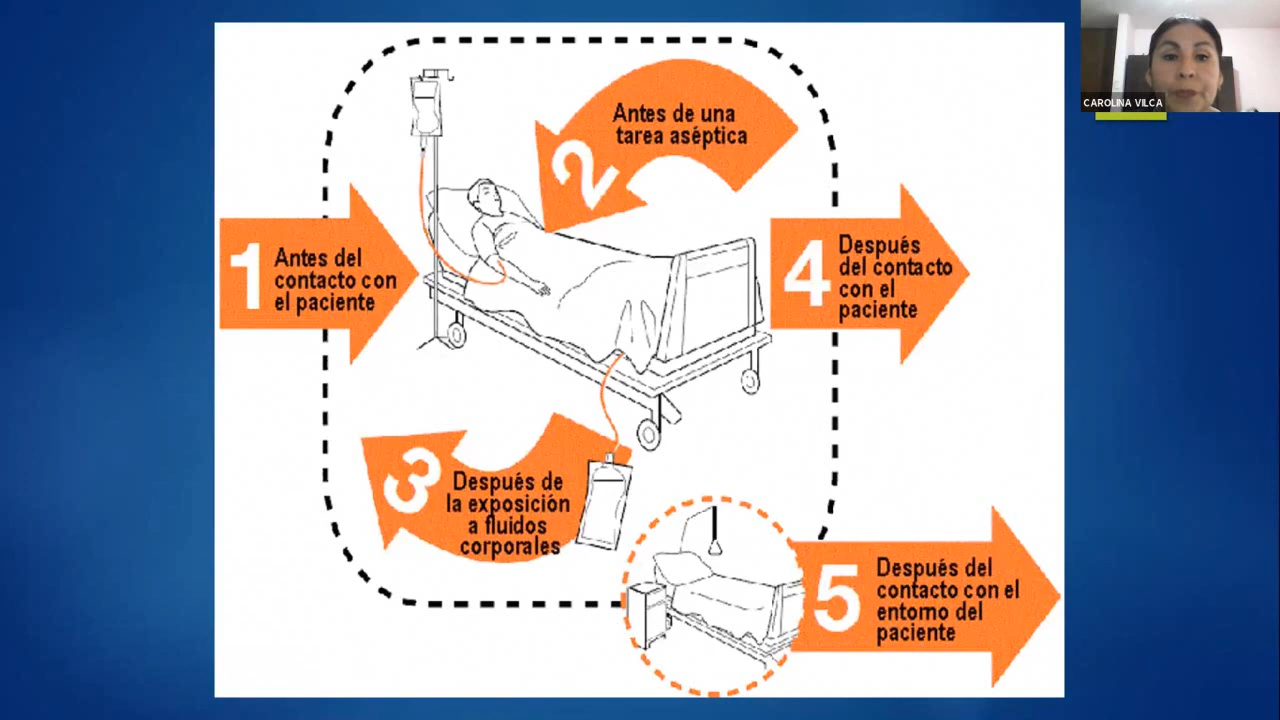 CAROLINA VILCA
1
Antes del
contacto con
el paciente
2
Antes de una
tarea aséptica
3
Después de
la exposición
a fluidos
corporales
4
Después
del contacto
con el
paciente
5
Después del
contacto con el
entorno del
paciente